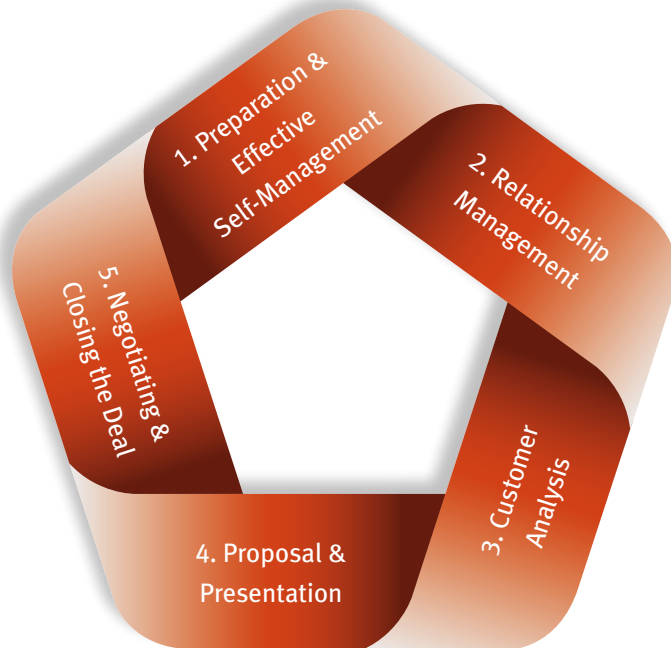 1. Preparation &
Effective
Self-Management
2. Relationship
Management
3. Customer
Analysis
4. Proposal &
Presentation
5. Negotiating &
Closing the Deal